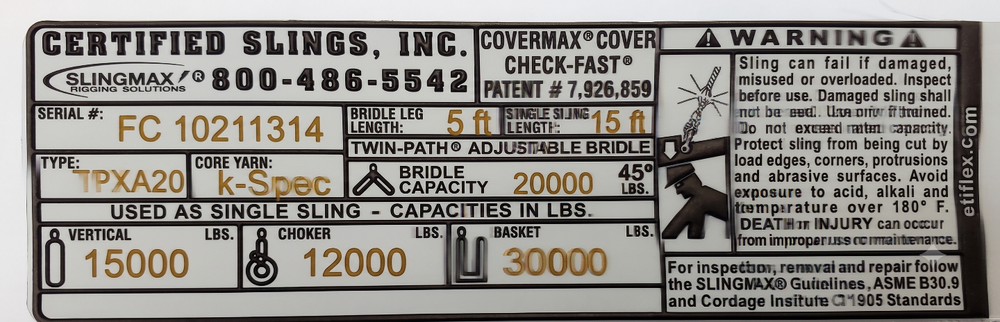 CERTIFIED SLINGS, INC.
SLINGMAX®
RIGGING SOLUTIONS
800-486-5542
COVERMAX® COVER
CHECK-FAST®
PATENT # 7,926,859
SERIAL #:
FC 10211314
BRIDLE LEG
LENGTH:
5 ft
SINGLE SLING
LENGTH:
15 ft
TWIN-PATH® ADJUSTABLE BRIDLE
TYPE:
TPXA20
CORE YARN:
k-Spec
BRIDLE
CAPACITY
20000
45º
LBS.
USED AS SINGLE SLING - CAPACITIES IN LBS.
VERTICAL
LBS.
15000
CHOKER
LBS.
12000
BASKET
LBS.
30000
WARNING
Sling can fail if damaged,
misused or overloaded. Inspect
before use. Damaged sling shall
not be
Do not capacity.
Protect sling from being cut by
load edges, corners, protrusions
and abrasive surfaces. Avoid
exposure to acid, alkali and
temperature over 180° F.
DEATH INJURY can occur
from improper maintenance.
For inspection, removal and repair follow
the SLINGMAX® Guidelines, ASME B30.9
and Cordage 1905 Standards
etiflex.com